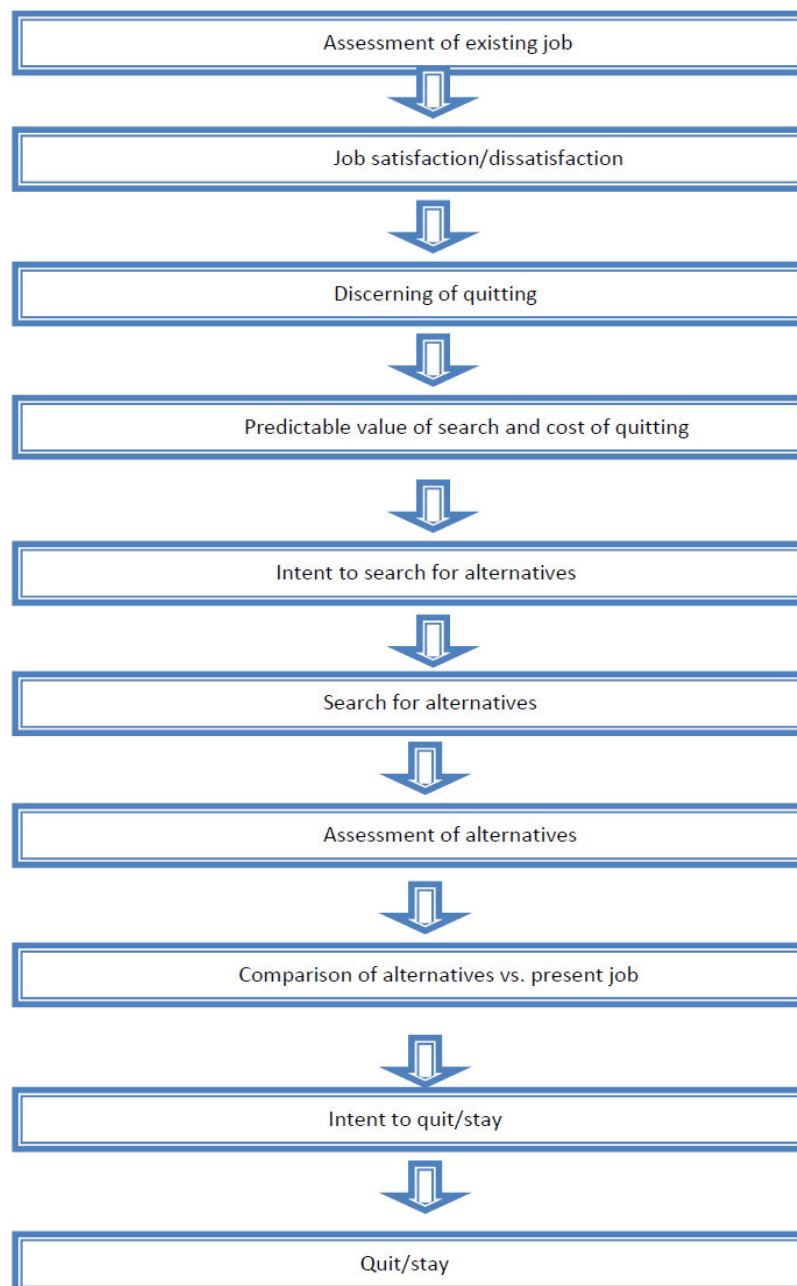 Assessment of existing job
Job satisfaction/dissatisfaction
Discerning of quitting
Predictable value of search and cost of quitting
Intent to search for alternatives
Search for alternatives
Assessment of alternatives
Comparison of alternatives vs. present job
Intent to quit/stay
Quit/stay